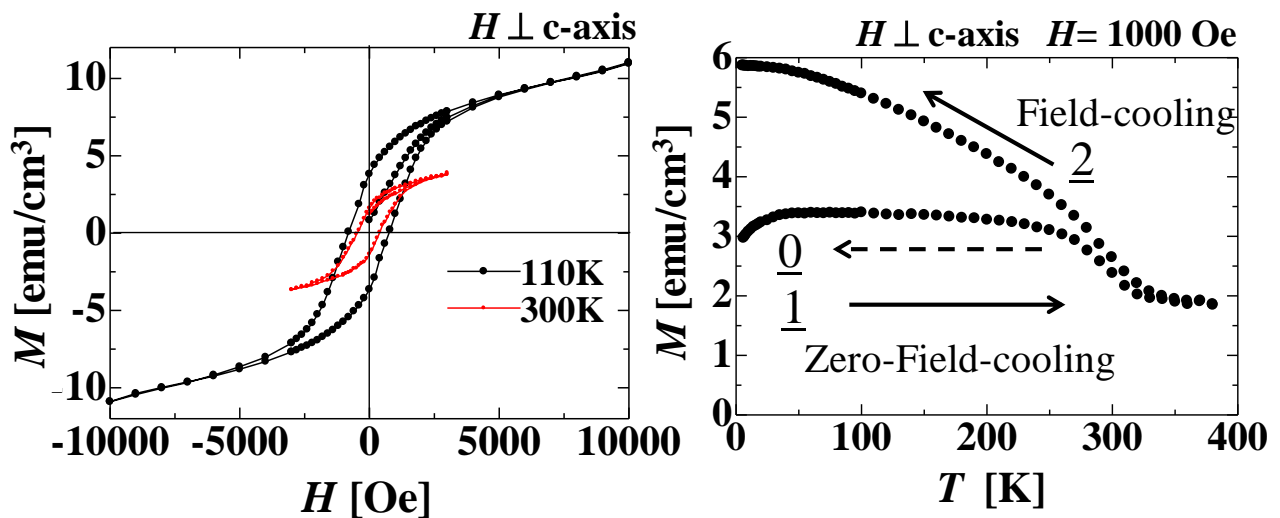 H ⊥ c-axis
M [emu/cm³]
10
5
0
-5
-10
110K
300K
-10000 -5000 0 5000 10000
H [Oe]
H ⊥ c-axis H= 1000 Oe
M [emu/cm³]
6
5
4
3
2
1
0
Field-cooling
2
0
1
Zero-Field-cooling
0 100 200 300 400
T [K]